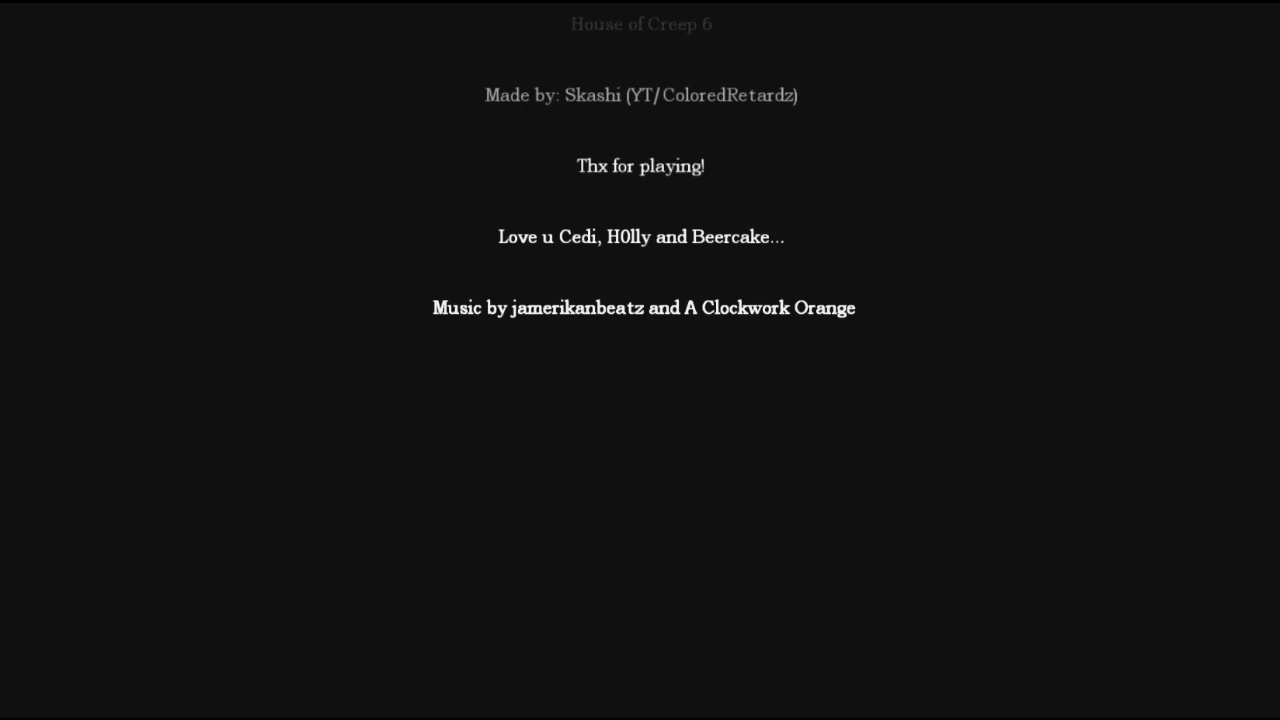 House of Creep 6
Made by: Skashi (YT/ColoredRetardz)
Thx for playing!
Love u Cedi, H0lly and Beercake...
Music by jamerikanbeatz and A Clockwork Orange